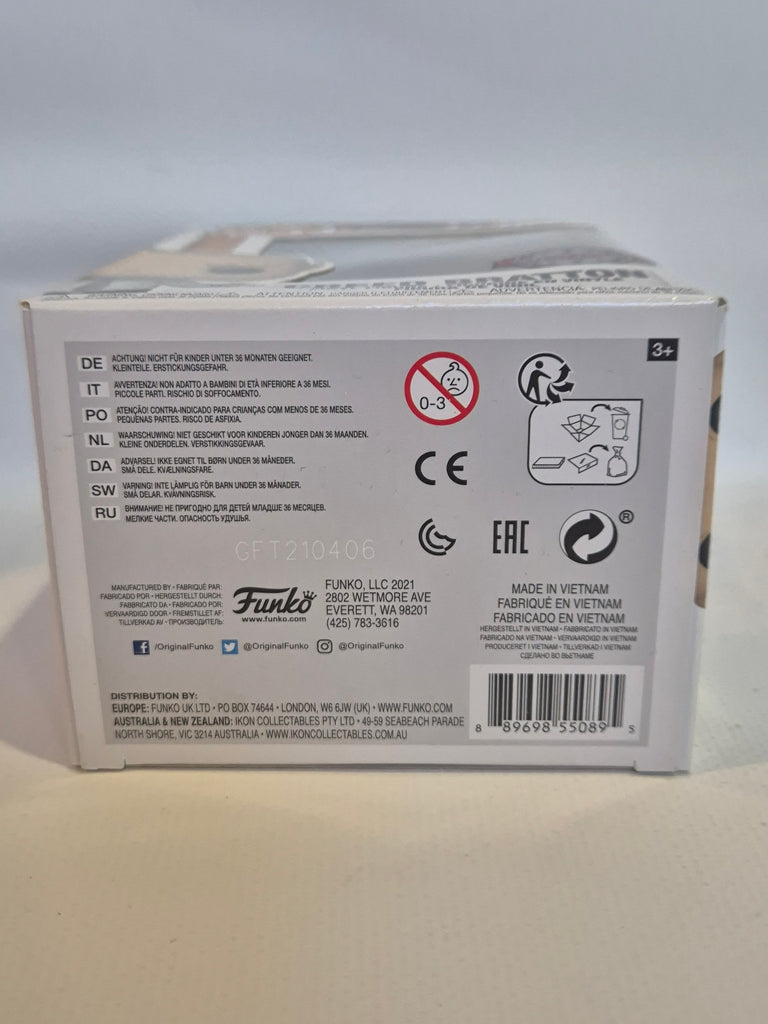 BRATTON
DE ACHTUNG! NICHT FÜR KINDER UNTER 36 MONATEN GEEIGNET.
KLEINTEILE. ERSTICKUNGSGEFAHR.
IT AVVERTENZA! NON ADATTO A BAMBINI DI ETÀ INFERIORE A 36 MESI.
PICCOLE PARTI. RISCHIO DI SOFFOCAMENTO.
PO ATENÇÃO! CONTRA-INDICADO PARA CRIANÇAS COM MENOS DE 36 MESES.
PEQUENAS PARTES. RISCO DE ASFIXIA.
NL WAARSCHUWING! NIET GESCHIKT VOOR KINDEREN JONGER DAN 36 MAANDEN.
KLEINE ONDERDELEN. VERSTIKKINGSGEVAAR.
DA ADVARSEL! IKKE EGNET TIL BØRN UNDER 36 MÅNEDER.
SMÅ DELE. KVÆLNINGSFARE.
SW VARNING! INTE LÄMPLIG FÖR BARN UNDER 36 MÅNADER.
SMÅ DELAR. KVÄVNINGSRISK.
RU ВНИМАНИЕ! НЕ ПРИГОДНО ДЛЯ ДЕТЕЙ МЛАДШЕ 36 МЕСЯЦЕВ.
МЕЛКИЕ ЧАСТИ. ОПАСНОСТЬ УДУШЬЯ.
3+
0-3
CE
EAC
®
GFT210406
MANUFACTURED BY • FABRIQUÉ PAR:
FABRICADO POR • HERGESTELLT DURCH:
FABBRICATO DA • FABRICADO POR:
VERVAARDIGD DOOR • FREMSTILLET AF:
TILLVERKAD AV • ПРОИЗВОДИТЕЛЬ:
Funko
www.funko.com
FUNKO, LLC 2021
2802 WETMORE AVE
EVERETT, WA 98201
(425) 783-3616
/OriginalFunko @OriginalFunko @OriginalFunko
MADE IN VIETNAM
FABRIQUÉ EN VIETNAM
FABRICADO EN VIETNAM
HERGESTELLT IN VIETNAM • FABBRICATO IN VIETNAM
FABRICADO NA VIETNAM • VERVAARDIGD IN VIETNAM
PRODUCERET I VIETNAM • TILLVERKAD I VIETNAM
СДЕЛАНО ВО ВЬЕТНАМЕ
DISTRIBUTION BY:
EUROPE: FUNKO UK LTD • PO BOX 74644 • LONDON, W6 6JW (UK) • WWW.FUNKO.COM
AUSTRALIA & NEW ZEALAND: IKON COLLECTABLES PTY LTD • 49-59 SEABEACH PARADE
NORTH SHORE, VIC 3214 AUSTRALIA • WWW.IKONCOLLECTABLES.COM.AU
8 89698 55089 5